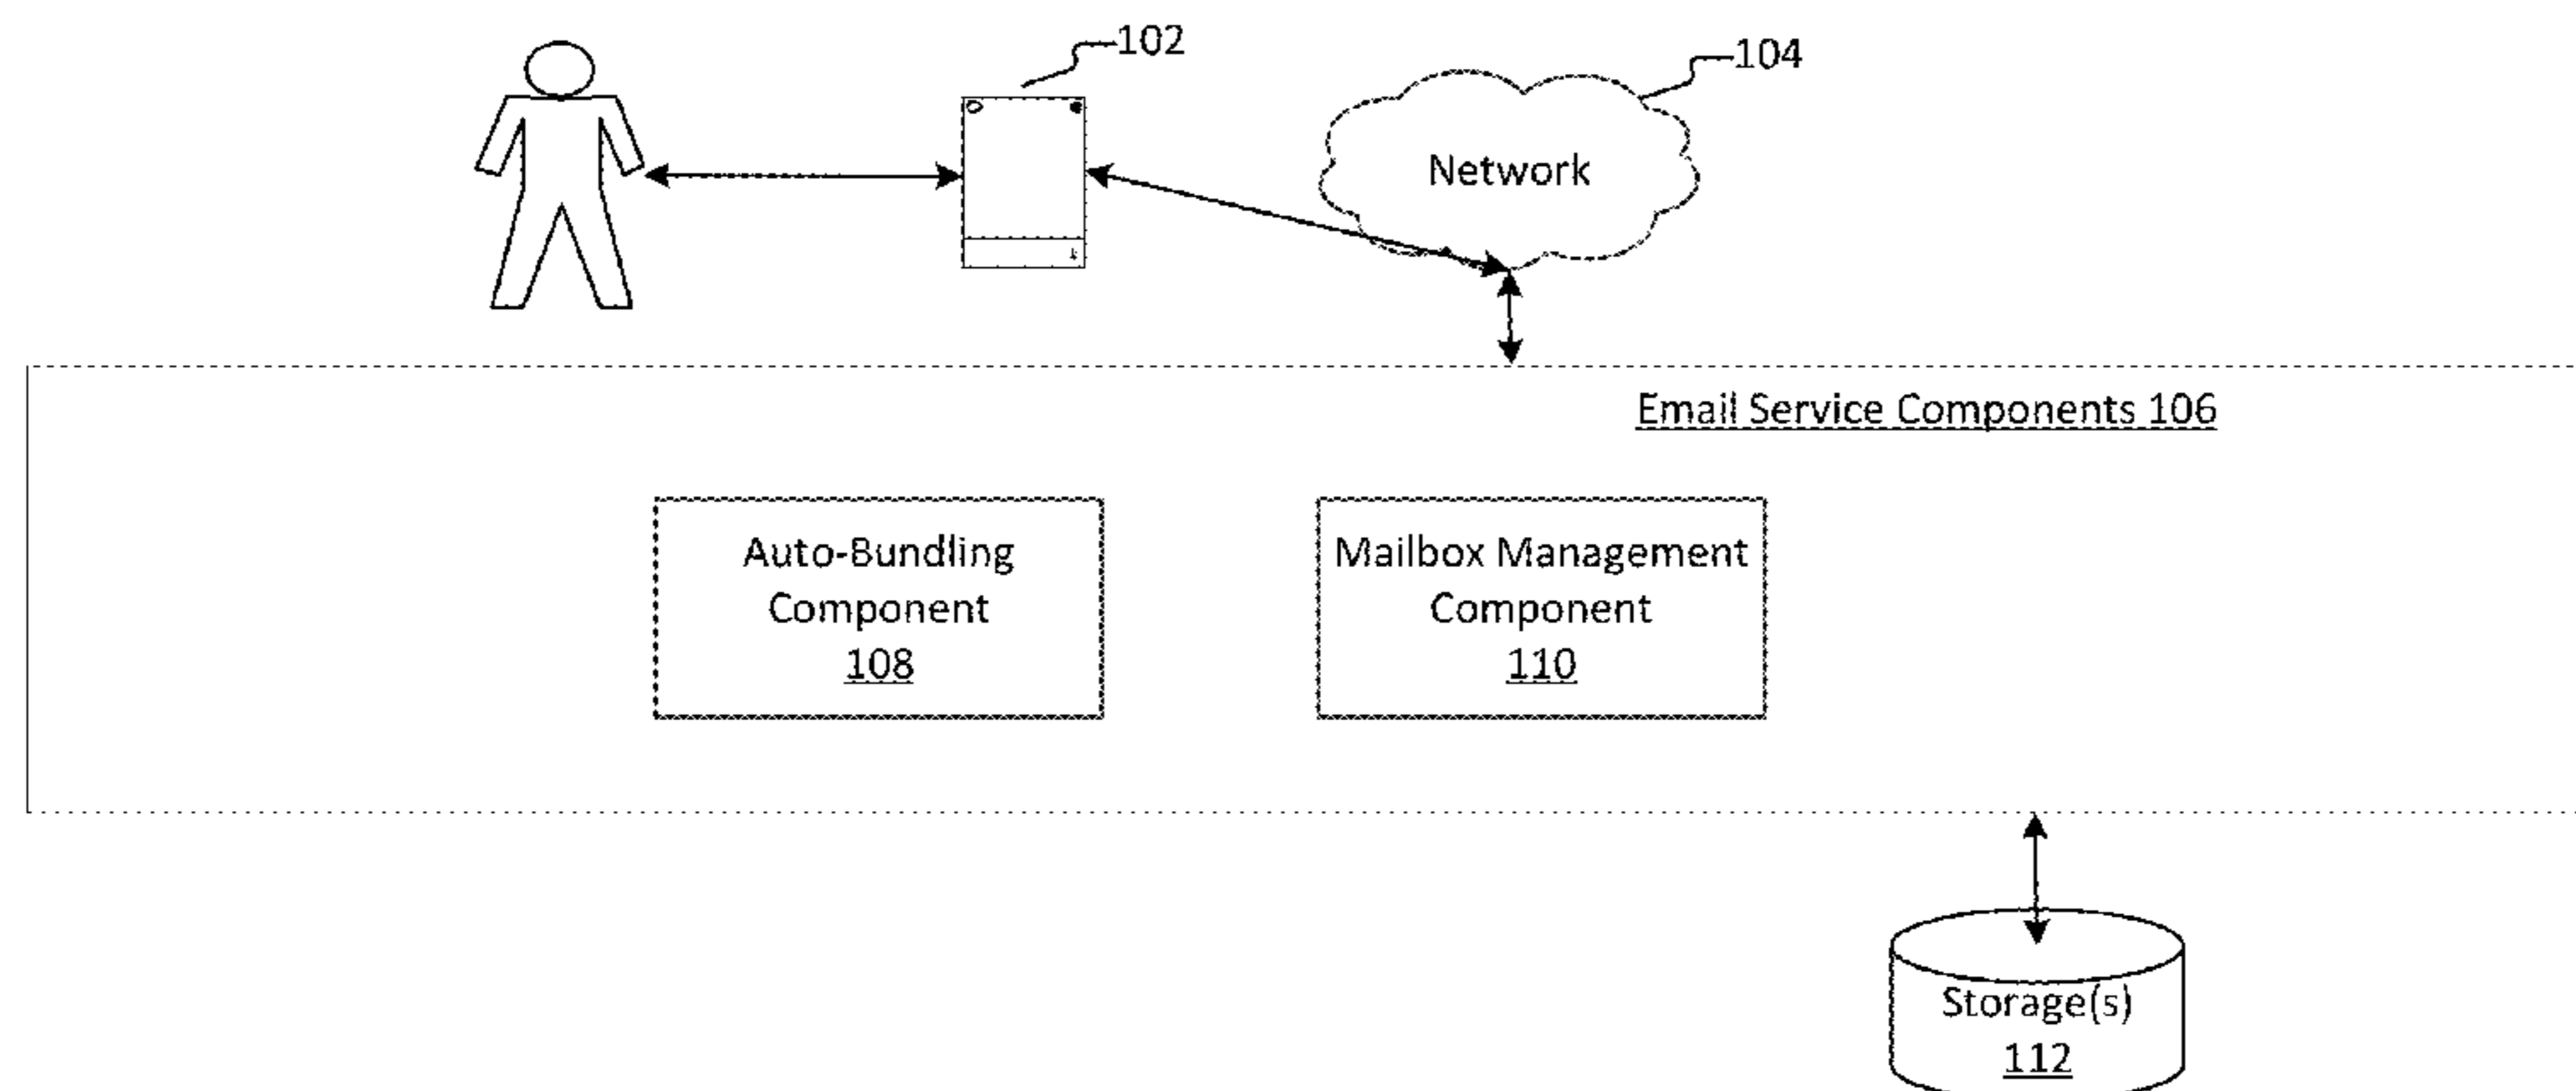 102
104
Network
Email Service Components 106
Auto-Bundling
Component
108
Mailbox Management
Component
110
Storage(s)
112